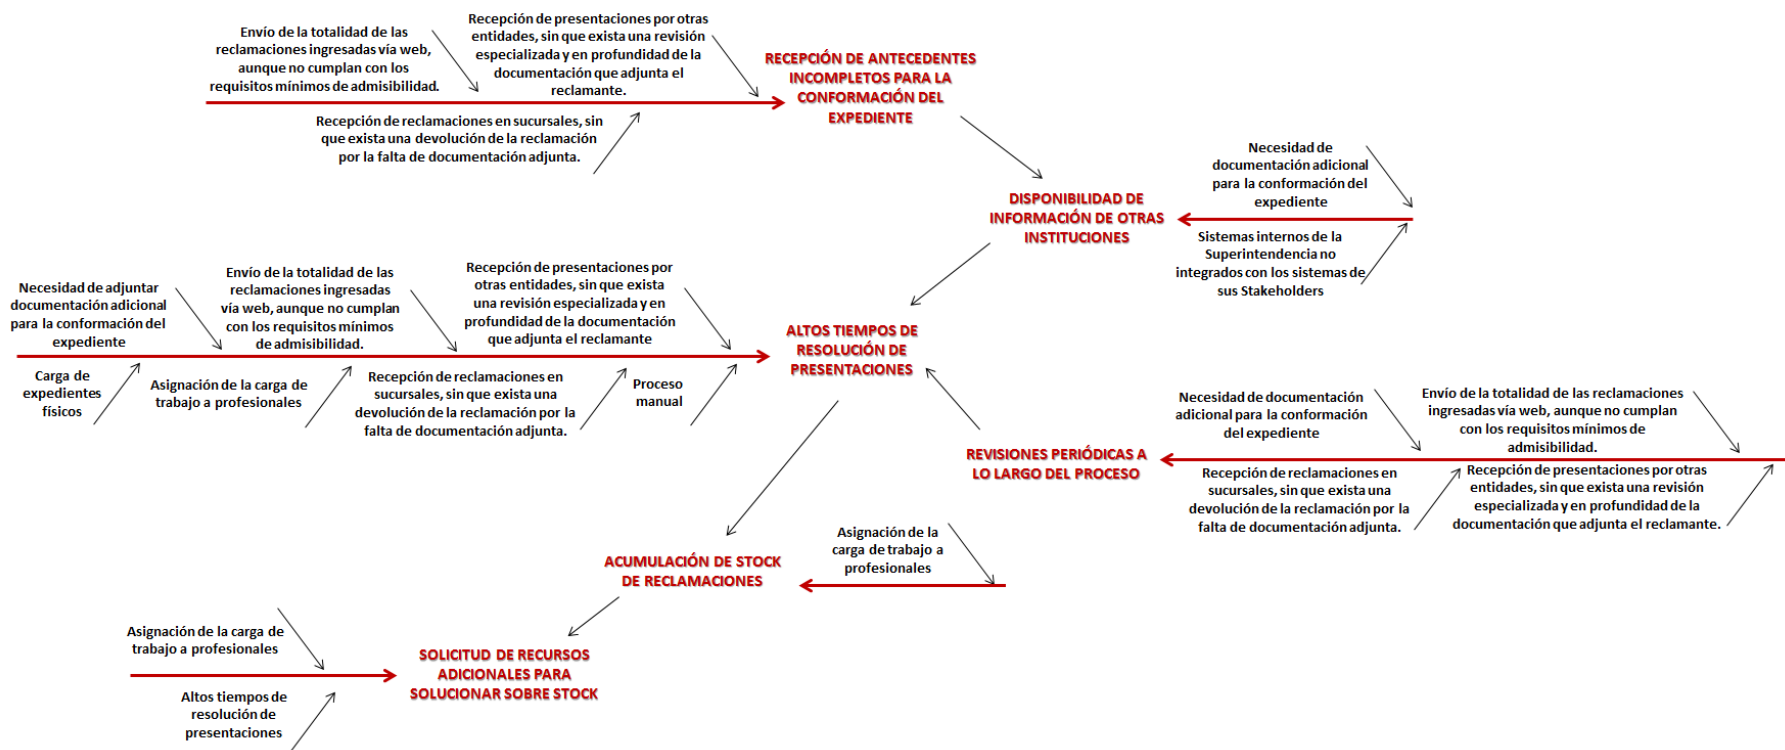 Envío de la totalidad de las
reclamaciones ingresadas vía web,
aunque no cumplan con los
requisitos mínimos de admisibilidad.
Recepción de presentaciones por otras
entidades, sin que exista una revisión
especializada y en profundidad de la
documentación que adjunta el
reclamante.
Recepción de reclamaciones en sucursales, sin
que exista una devolución de la reclamación
por la falta de documentación adjunta.
RECEPCIÓN DE ANTECEDENTES
INCOMPLETOS PARA LA
CONFORMACIÓN DEL
EXPEDIENTE
Necesidad de
documentación adicional
para la conformación del
expediente
DISPONIBILIDAD DE
INFORMACIÓN DE OTRAS
INSTITUCIONES
Sistemas internos de la
Superintendencia no
integrados con los sistemas de
sus Stakeholders
Necesidad de adjuntar
documentación adicional
para la conformación del
expediente
Envío de la totalidad de las
reclamaciones ingresadas
vía web, aunque no cumplan
con los requisitos mínimos
de admisibilidad.
Recepción de presentaciones por
otras entidades, sin que exista
una revisión especializada y en
profundidad de la documentación
que adjunta el reclamante
ALTOS TIEMPOS DE
RESOLUCIÓN DE
PRESENTACIONES
Carga de
expedientes
físicos
Asignación de la carga de
trabajo a profesionales
Recepción de reclamaciones en
sucursales, sin que exista una
devolución de la reclamación por la
falta de documentación adjunta.
Proceso
manual
Necesidad de documentación
adicional para la conformación
del expediente
Envío de la totalidad de las reclamaciones
ingresadas vía web, aunque no cumplan
con los requisitos mínimos de
admisibilidad.
REVISIONES PERIÓDICAS A
LO LARGO DEL PROCESO
Recepción de reclamaciones en
sucursales, sin que exista una
devolución de la reclamación por la
falta de documentación adjunta.
Recepción de presentaciones por otras
entidades, sin que exista una revisión
especializada y en profundidad de la
documentación que adjunta el reclamante.
Asignación de la
carga de trabajo a
profesionales
ACUMULACIÓN DE STOCK
DE RECLAMACIONES
Asignación de la carga de
trabajo a profesionales
SOLICITUD DE RECURSOS
ADICIONALES PARA
SOLUCIONAR SOBRE STOCK
Altos tiempos de
resolución de
presentaciones